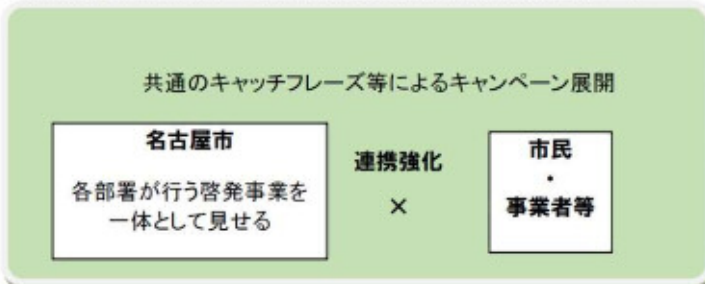 共通のキャッチフレーズ等によるキャンペーン展開
名古屋市
各部署が行う啓発事業を
一体として見せる
連携強化
×
市民
・
事業者等